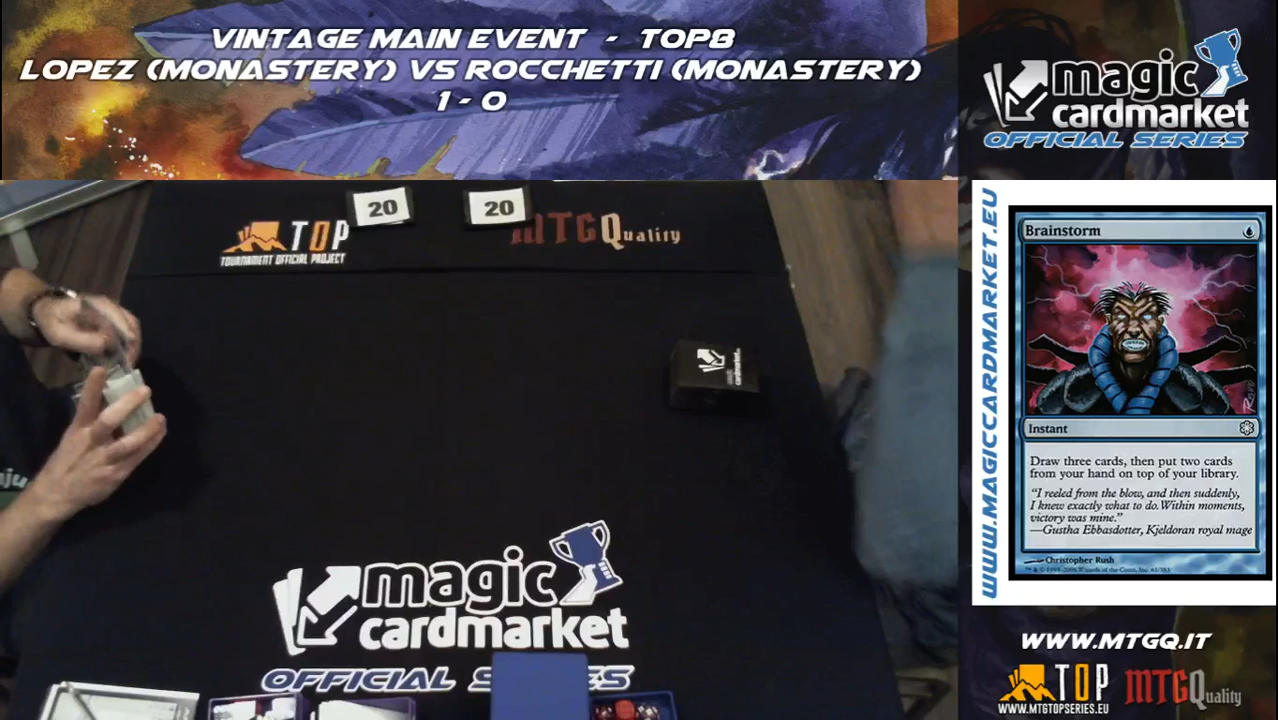 VINTAGE MAIN EVENT - TOP8
LOPEZ (MONASTERY) VS ROCCHETTI (MONASTERY)
1 - 0
magic
cardmarket
OFFICIAL SERIES
20
20
TOP
TOURNAMENT OFFICIAL PROJECT
MTGQuality
magic
cardmarket
OFFICIAL S ES
WWW.MAGICCARDMARKET.EU
Brainstorm
Instant
Draw three cards, then put two cards
from your hand on top of your library.
"I reeled from the blow, and then suddenly,
I knew exactly what to do. Within moments,
victory was mine."
—Gustha Ebbasdotter, Kjeldoran royal mage
Christopher Rush
WWW.MTGQ.IT
TOP
WWW.MTGTOPSERIES.EU
MTGQuality